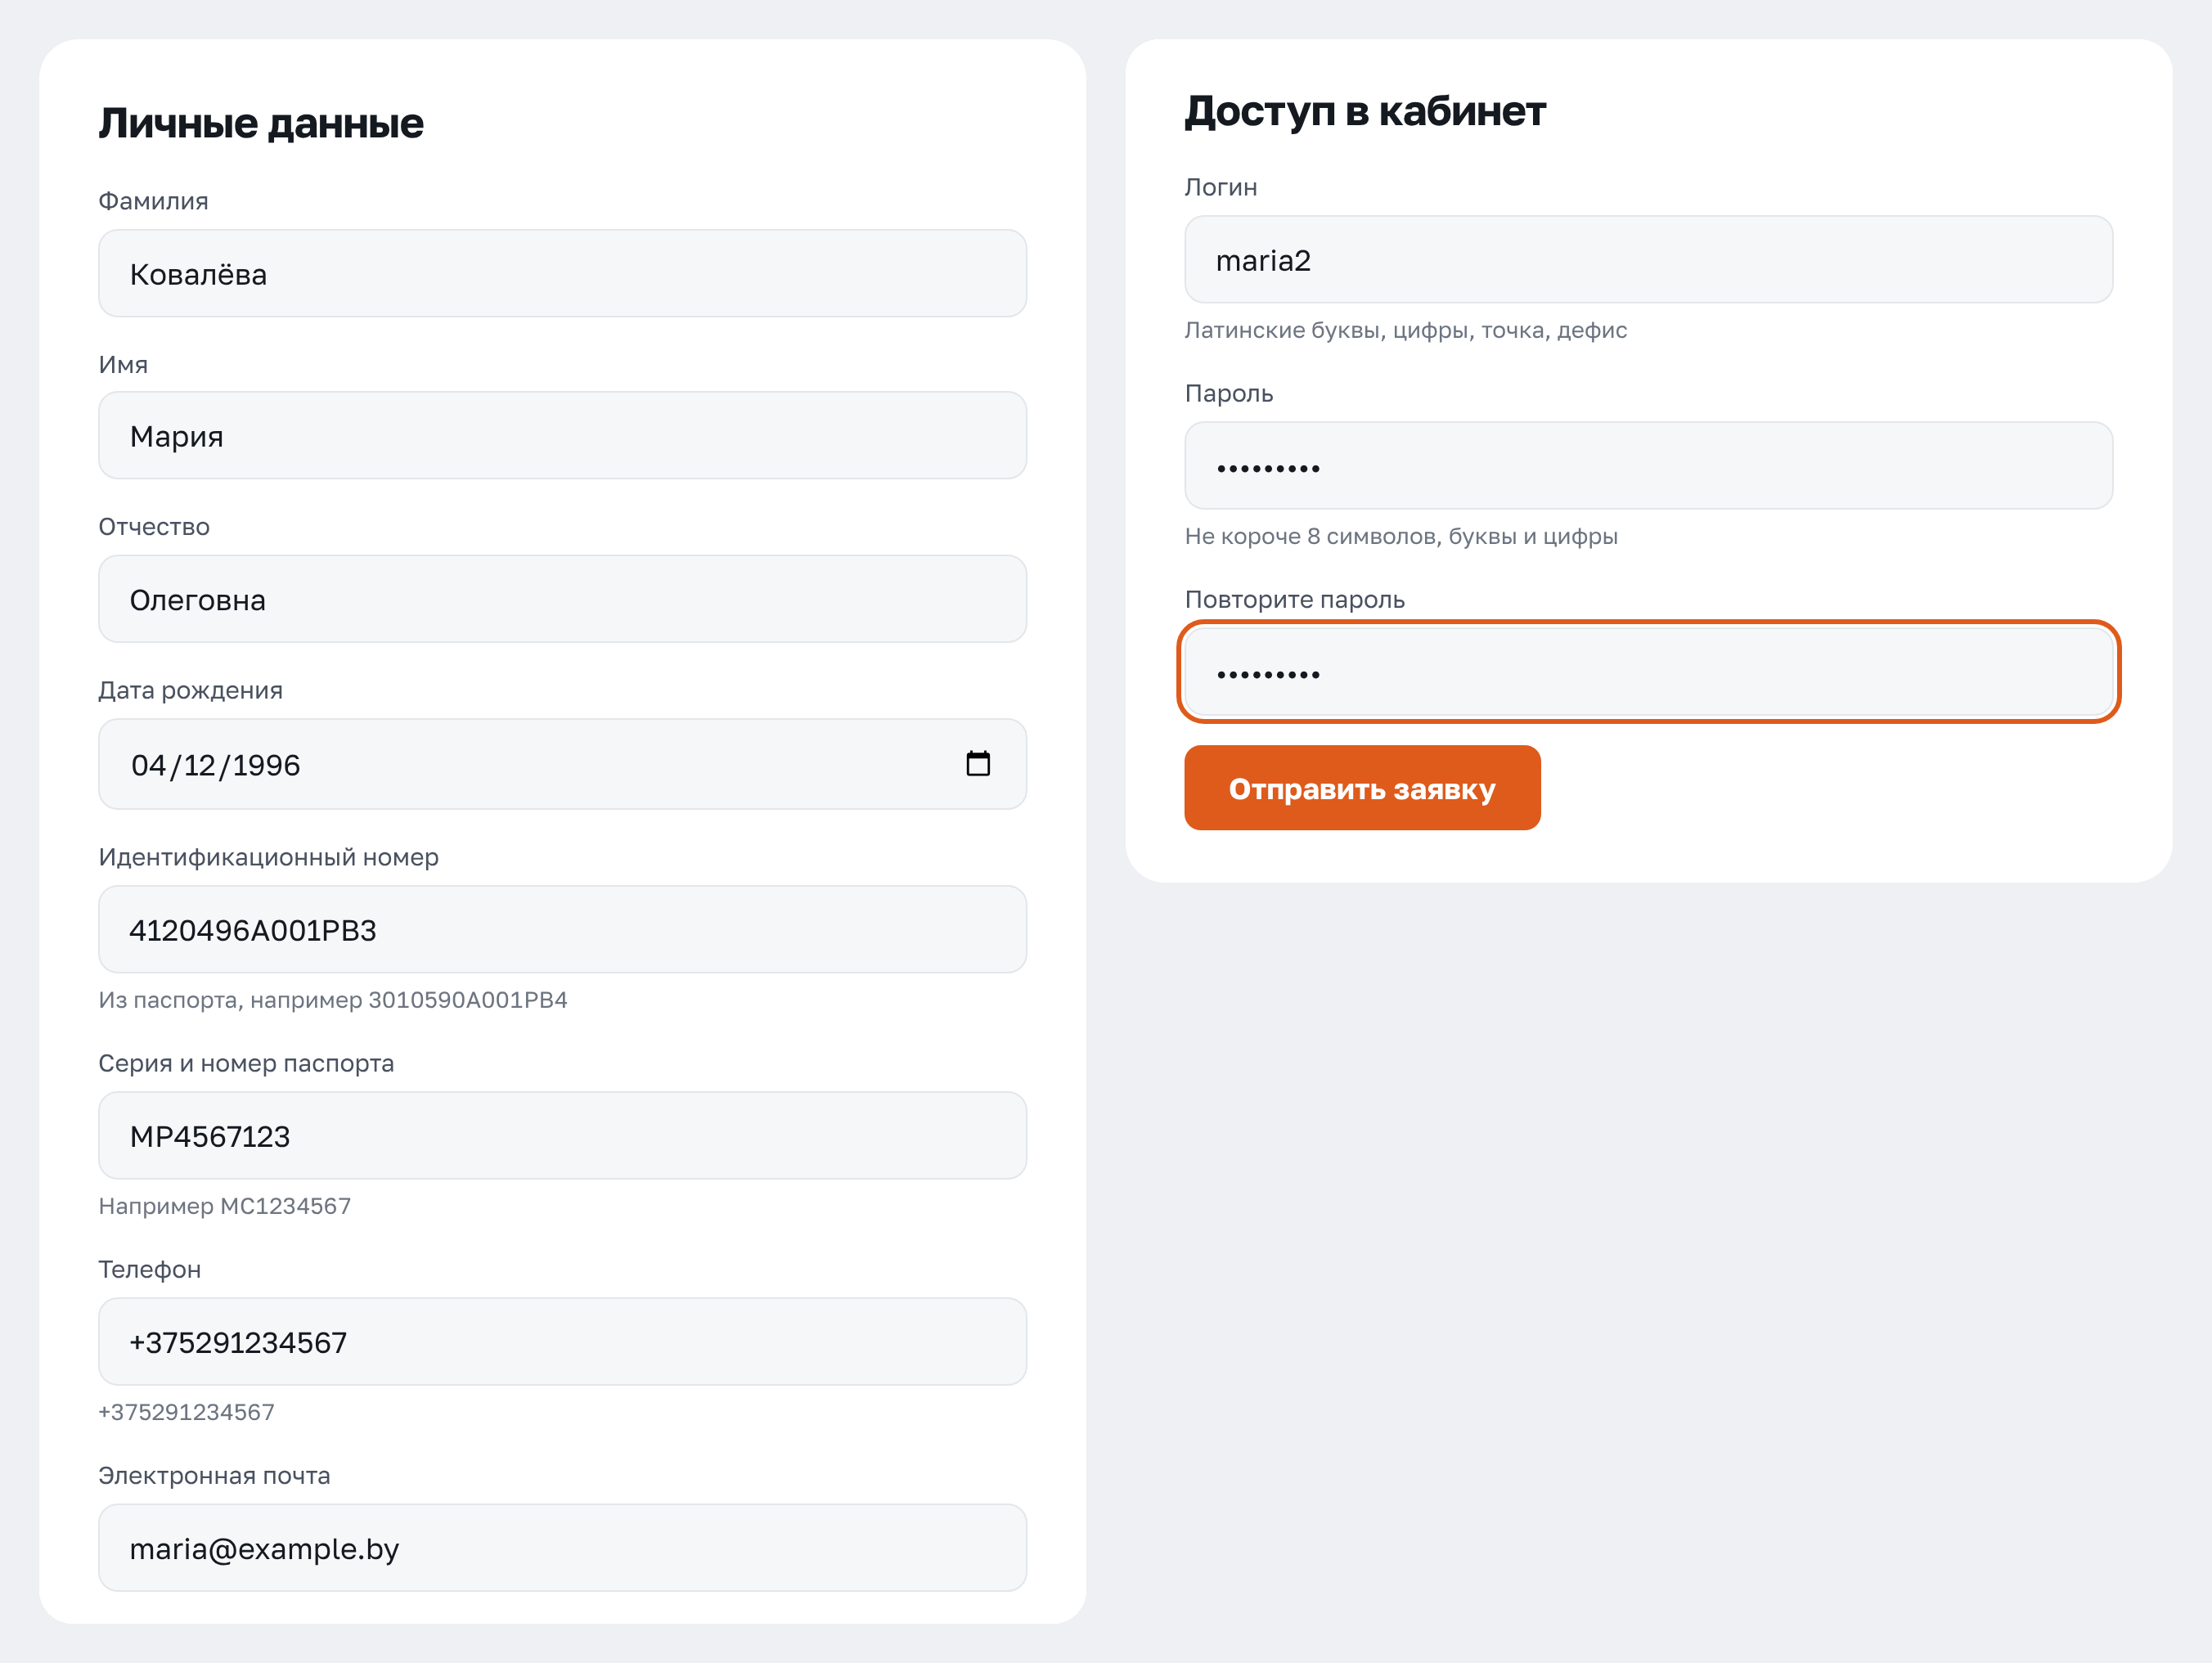 Личные данные
Фамилия
Ковалёва
Имя
Мария
Отчество
Олеговна
Дата рождения
04/12/1996
Идентификационный номер
4120496A001PB3
Из паспорта, например 3010590A001PB4
Серия и номер паспорта
MP4567123
Например MC1234567
Телефон
+375291234567
+375291234567
Электронная почта
maria@example.by
Доступ в кабинет
Логин
maria2
Латинские буквы, цифры, точка, дефис
Пароль
•••••••••
Не короче 8 символов, буквы и цифры
Повторите пароль
•••••••••
Отправить заявку